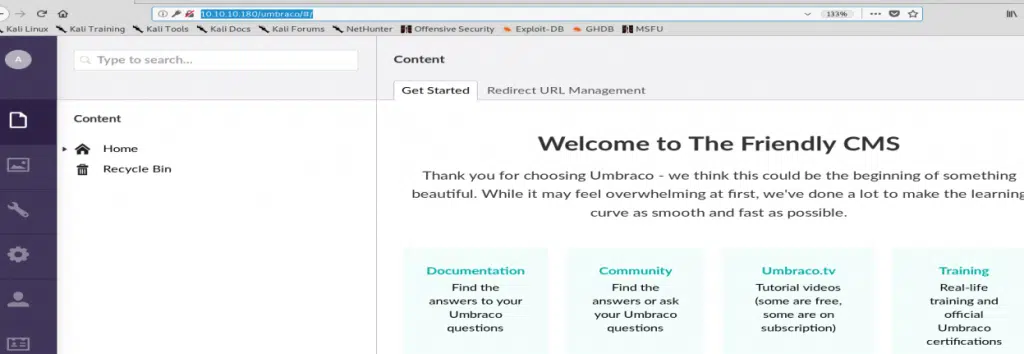 10.10.10.180/umbraco/#/
133%
Kali Linux Kali Training Kali Tools Kali Docs Kali Forums NetHunter Offensive Security Exploit-DB GHDB MSFU
A
Type to search...
Content
Home
Recycle Bin
Content
Get Started Redirect URL Management
Welcome to The Friendly CMS
Thank you for choosing Umbraco - we think this could be the beginning of something
beautiful. While it may feel overwhelming at first, we've done a lot to make the learning
curve as smooth and fast as possible.
Documentation
Find the
answers to your
Umbraco
questions
Community
Find the
answers or ask
your Umbraco
questions
Umbraco.tv
Tutorial videos
(some are free,
some are on
subscription)
Training
Real-life
training and
official
Umbraco
certifications